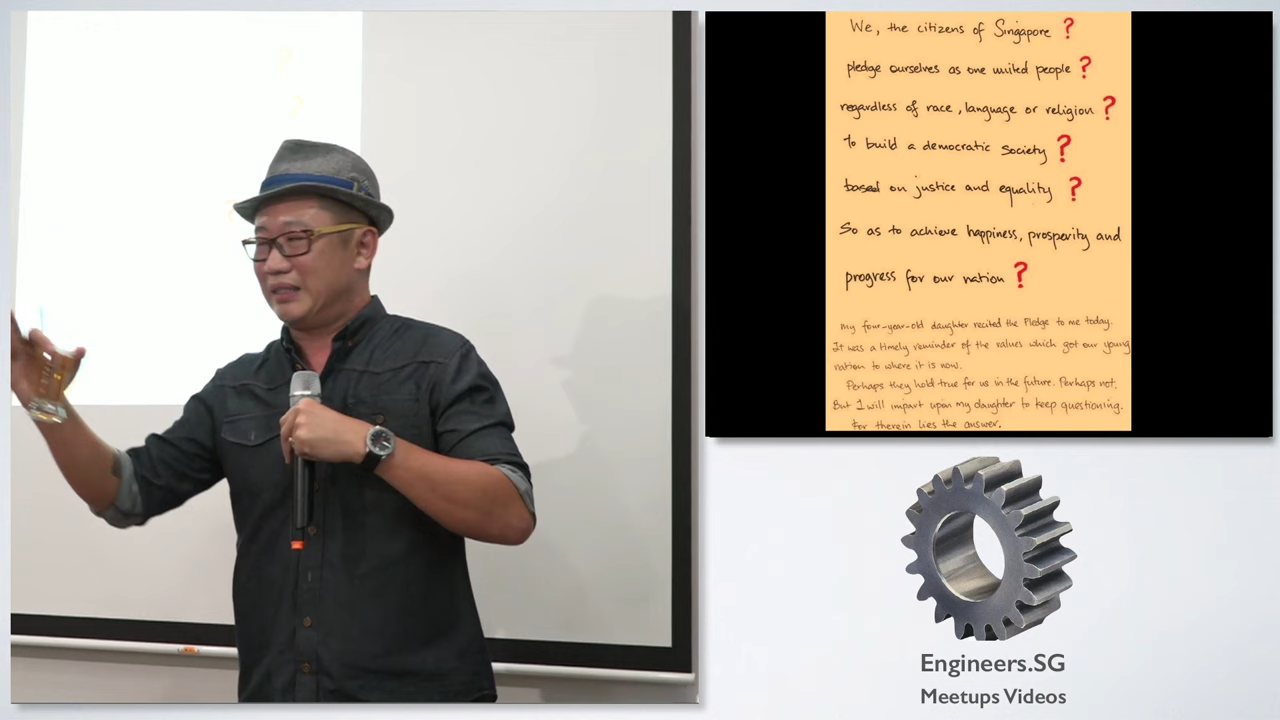 We, the citizens of Singapore ?
pledge ourselves as one united people ?
regardless of race, language or religion ?
To build a democratic society ?
based on justice and equality ?
So as to achieve happiness, prosperity and
progress for our nation ?
My four-year-old daughter recited the Pledge to me today.
It was a timely reminder of the values which got our young
nation to where it is now.
Perhaps they hold true for us in the future. Perhaps not.
But I will impart upon my daughter to keep questioning.
For therein lies the answer.
Engineers.SG
Meetups Videos